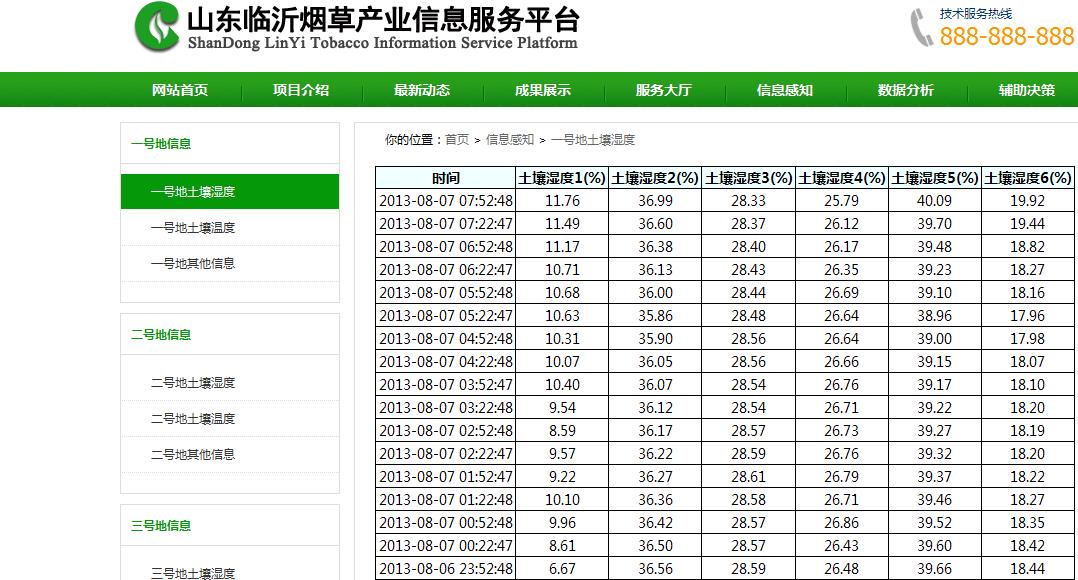 山东临沂烟草产业信息服务平台
ShanDong LinYi Tobacco Information Service Platform
技术服务热线
888-888-888
网站首页 项目介绍 最新动态 成果展示 服务大厅 信息感知 数据分析 辅助决策
一号地信息
一号地土壤湿度
一号地土壤温度
一号地其他信息
二号地信息
二号地土壤湿度
二号地土壤温度
二号地其他信息
三号地信息
三号地土壤湿度
你的位置：首页 > 信息感知 > 一号地土壤湿度
时间 土壤湿度1(%) 土壤湿度2(%) 土壤湿度3(%) 土壤湿度4(%) 土壤湿度5(%) 土壤湿度6(%)
2013-08-07 07:52:48 11.76 36.99 28.33 25.79 40.09 19.92
2013-08-07 07:22:47 11.49 36.60 28.37 26.12 39.70 19.44
2013-08-07 06:52:48 11.17 36.38 28.40 26.17 39.48 18.82
2013-08-07 06:22:47 10.71 36.13 28.43 26.35 39.23 18.27
2013-08-07 05:52:48 10.68 36.00 28.44 26.69 39.10 18.16
2013-08-07 05:22:47 10.63 35.86 28.48 26.64 38.96 17.96
2013-08-07 04:52:48 10.31 35.90 28.56 26.64 39.00 17.98
2013-08-07 04:22:48 10.07 36.05 28.56 26.66 39.15 18.07
2013-08-07 03:52:47 10.40 36.07 28.54 26.76 39.17 18.10
2013-08-07 03:22:48 9.54 36.12 28.54 26.71 39.22 18.20
2013-08-07 02:52:48 8.59 36.17 28.57 26.73 39.27 18.19
2013-08-07 02:22:47 9.57 36.22 28.59 26.76 39.32 18.20
2013-08-07 01:52:47 9.22 36.27 28.61 26.79 39.37 18.22
2013-08-07 01:22:48 10.10 36.36 28.58 26.71 39.46 18.27
2013-08-07 00:52:48 9.96 36.42 28.57 26.86 39.52 18.35
2013-08-07 00:22:47 8.61 36.50 28.57 26.43 39.60 18.42
2013-08-06 23:52:48 6.67 36.56 28.59 26.48 39.66 18.44